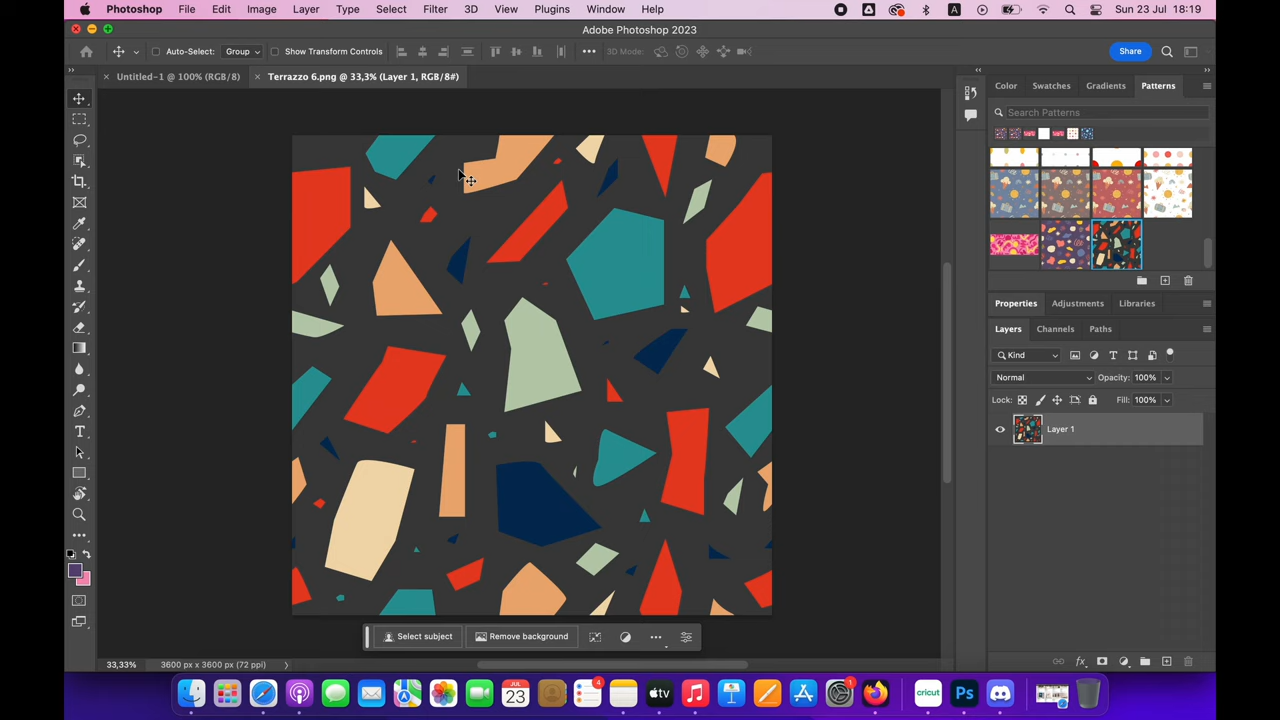 Photoshop File Edit Image Layer Type Select Filter 3D View Plugins Window Help A Sun 23 Jul 18:19
Adobe Photoshop 2023
Auto-Select: Group Show Transform Controls 3D Mode: Share
Untitled-1 @ 100% (RGB/8) Terrazzo 6.png @ 33,3% (Layer 1, RGB/8#)
Color Swatches Gradients Patterns
Search Patterns
Properties Adjustments Libraries
Layers Channels Paths
Kind
Normal Opacity: 100%
Lock: Fill: 100%
Layer 1
Select subject Remove background
33,33% 3600 px x 3600 px (72 ppi)
JUL
23
4
tv
1
cricut
Ps